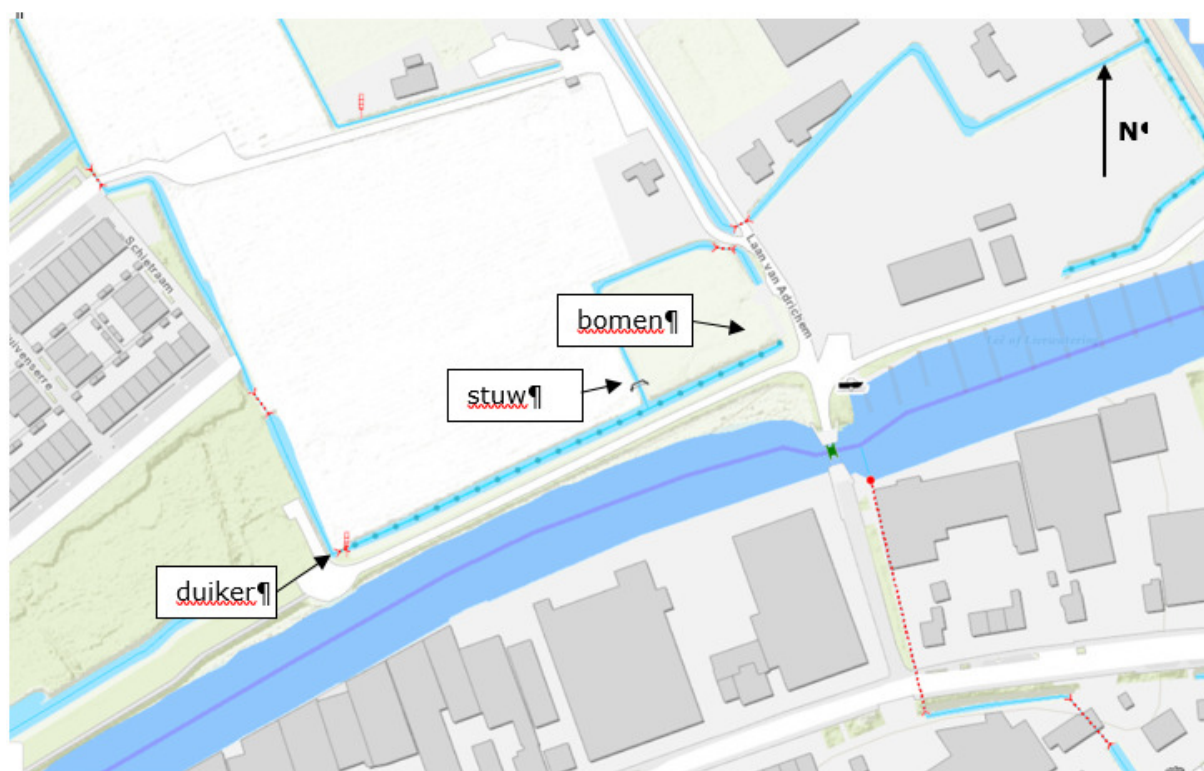 N
Schietraam
Laan van Adrichem
bomen¶
stuw¶
duiker¶